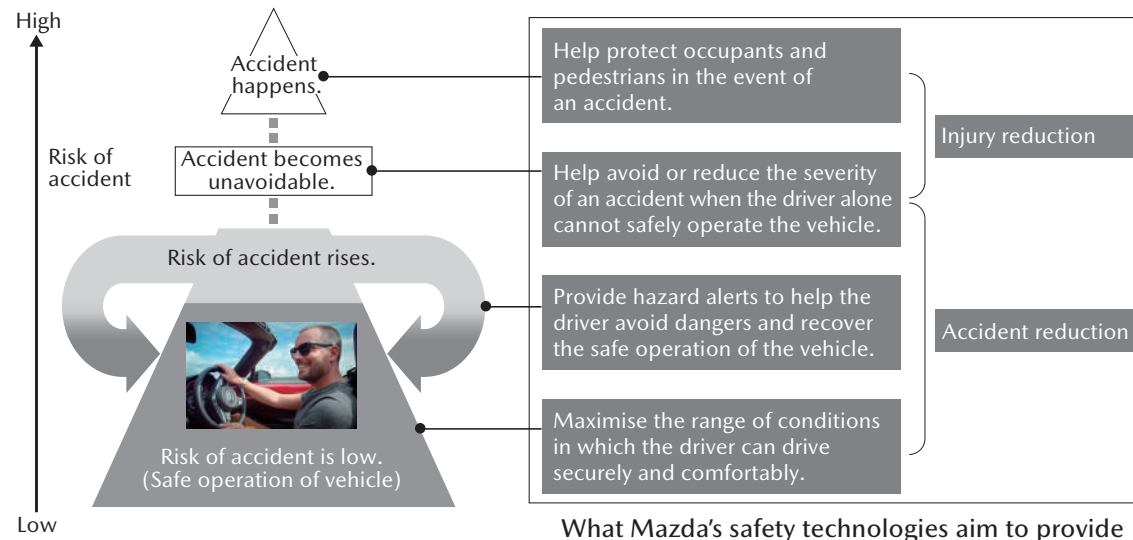 High
Accident
happens.
Risk of
accident
Accident becomes
unavoidable.
Risk of accident rises.
Risk of accident is low.
(Safe operation of vehicle)
Low
Help protect occupants and
pedestrians in the event of
an accident.
Help avoid or reduce the severity
of an accident when the driver alone
cannot safely operate the vehicle.
Provide hazard alerts to help the
driver avoid dangers and recover
the safe operation of the vehicle.
Maximise the range of conditions
in which the driver can drive
securely and comfortably.
Injury reduction
Accident reduction
What Mazda's safety technologies aim to provide